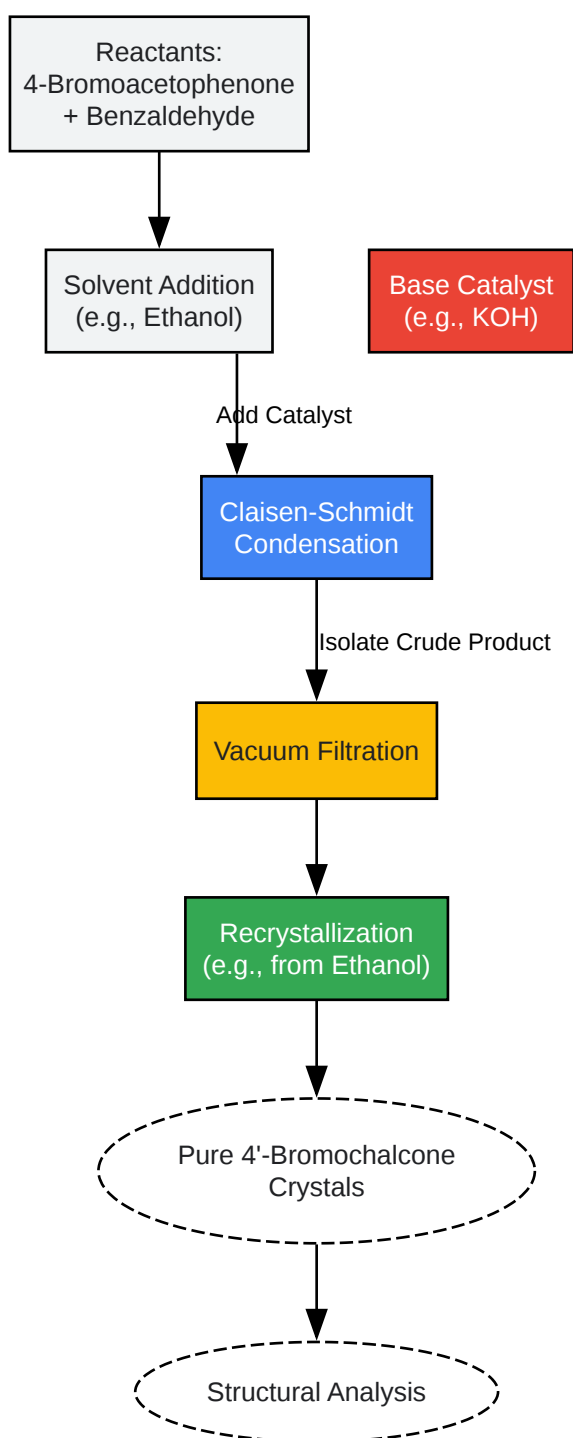 Reactants:
4-Bromoacetophenone
+ Benzaldehyde
Solvent Addition
(e.g., Ethanol)
Base Catalyst
(e.g., KOH)
Add Catalyst
Claisen-Schmidt
Condensation
Isolate Crude Product
Vacuum Filtration
Recrystallization
(e.g., from Ethanol)
Pure 4'-Bromochalcone
Crystals
Structural Analysis